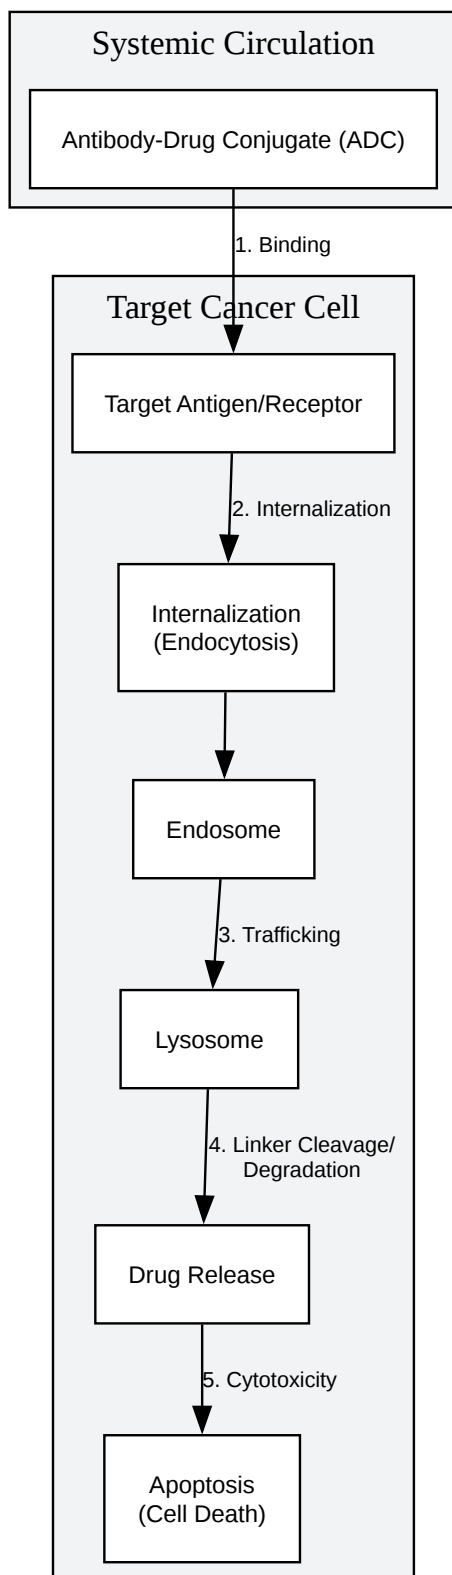 Systemic Circulation
Antibody-Drug Conjugate (ADC)
1. Binding
Target Cancer Cell
Target Antigen/Receptor
2. Internalization
Internalization
(Endocytosis)
Endosome
3. Trafficking
Lysosome
4. Linker Cleavage/
Degradation
Drug Release
5. Cytotoxicity
Apoptosis
(Cell Death)